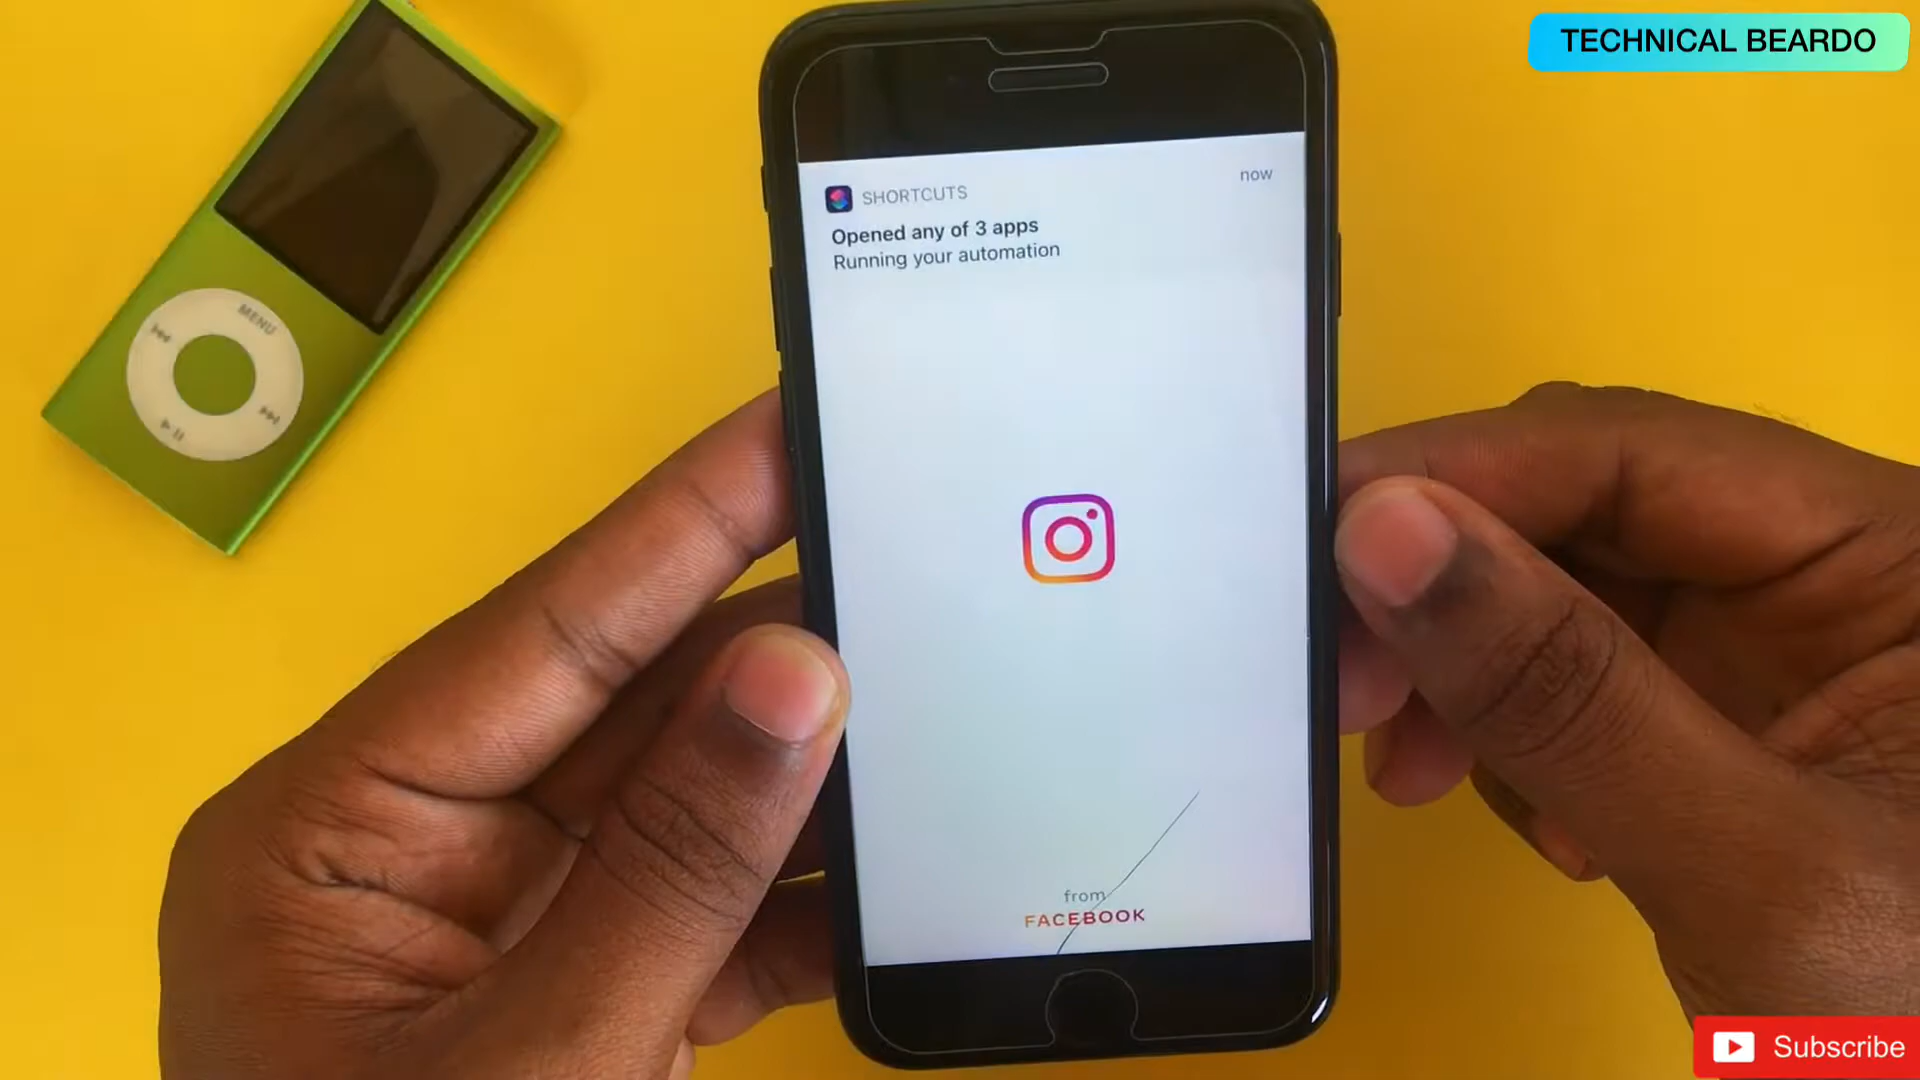 TECHNICAL BEARDO
MENU
SHORTCUTS
now
Opened any of 3 apps
Running your automation
from
FACEBOOK
Subscribe